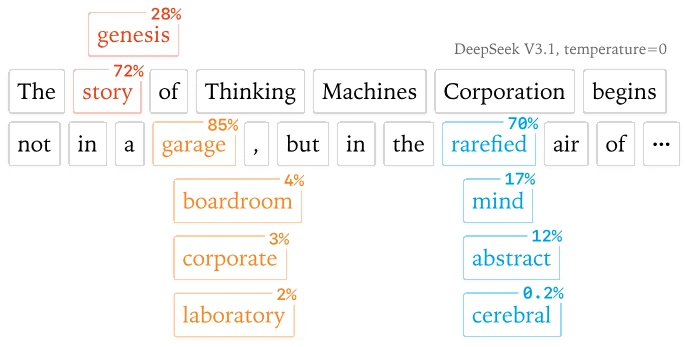 28%
genesis
DeepSeek V3.1, temperature=0
72%
The story of Thinking Machines Corporation begins
85% 70%
not in a garage , but in the rarefied air of ···
4% 17%
boardroom mind
3% 12%
corporate abstract
2% 0.2%
laboratory cerebral